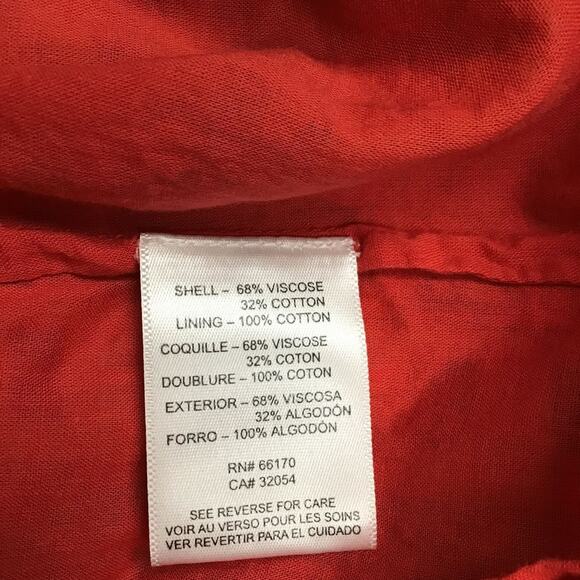 SHELL – 68% VISCOSE
32% COTTON
LINING – 100% COTTON
COQUILLE – 68% VISCOSE
32% COTON
DOUBLURE – 100% COTON
EXTERIOR – 68% VISCOSA
32% ALGODÓN
FORRO – 100% ALGODÓN
RN# 66170
CA# 32054
SEE REVERSE FOR CARE
VOIR AU VERSO POUR LES SOINS
VER REVERTIR PARA EL CUIDADO